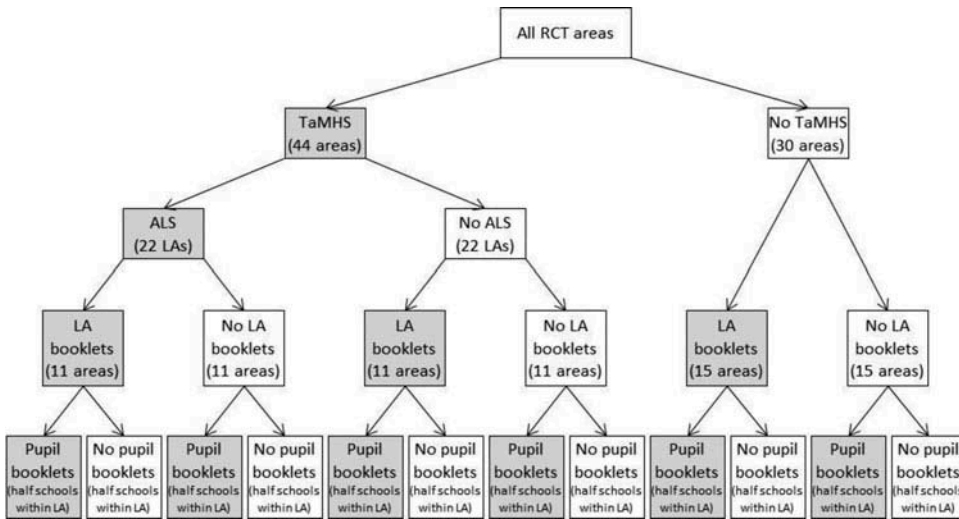 All RCT areas
TaMHS
(44 areas)
No TaMHS
(30 areas)
ALS
(22 LAs)
No ALS
(22 LAs)
LA
booklets
(11 areas)
No LA
booklets
(11 areas)
LA
booklets
(11 areas)
No LA
booklets
(11 areas)
LA
booklets
(15 areas)
No LA
booklets
(15 areas)
Pupil
booklets
(half schools
within LA)
No pupil
booklets
(half schools
within LA)
Pupil
booklets
(half schools
within LA)
No pupil
booklets
(half schools
within LA)
Pupil
booklets
(half schools
within LA)
No pupil
booklets
(half schools
within LA)
Pupil
booklets
(half schools
within LA)
No pupil
booklets
(half schools
within LA)
Pupil
booklets
(half schools
within LA)
No pupil
booklets
(half schools
within LA)
Pupil
booklets
(half schools
within LA)
No pupil
booklets
(half schools
within LA)